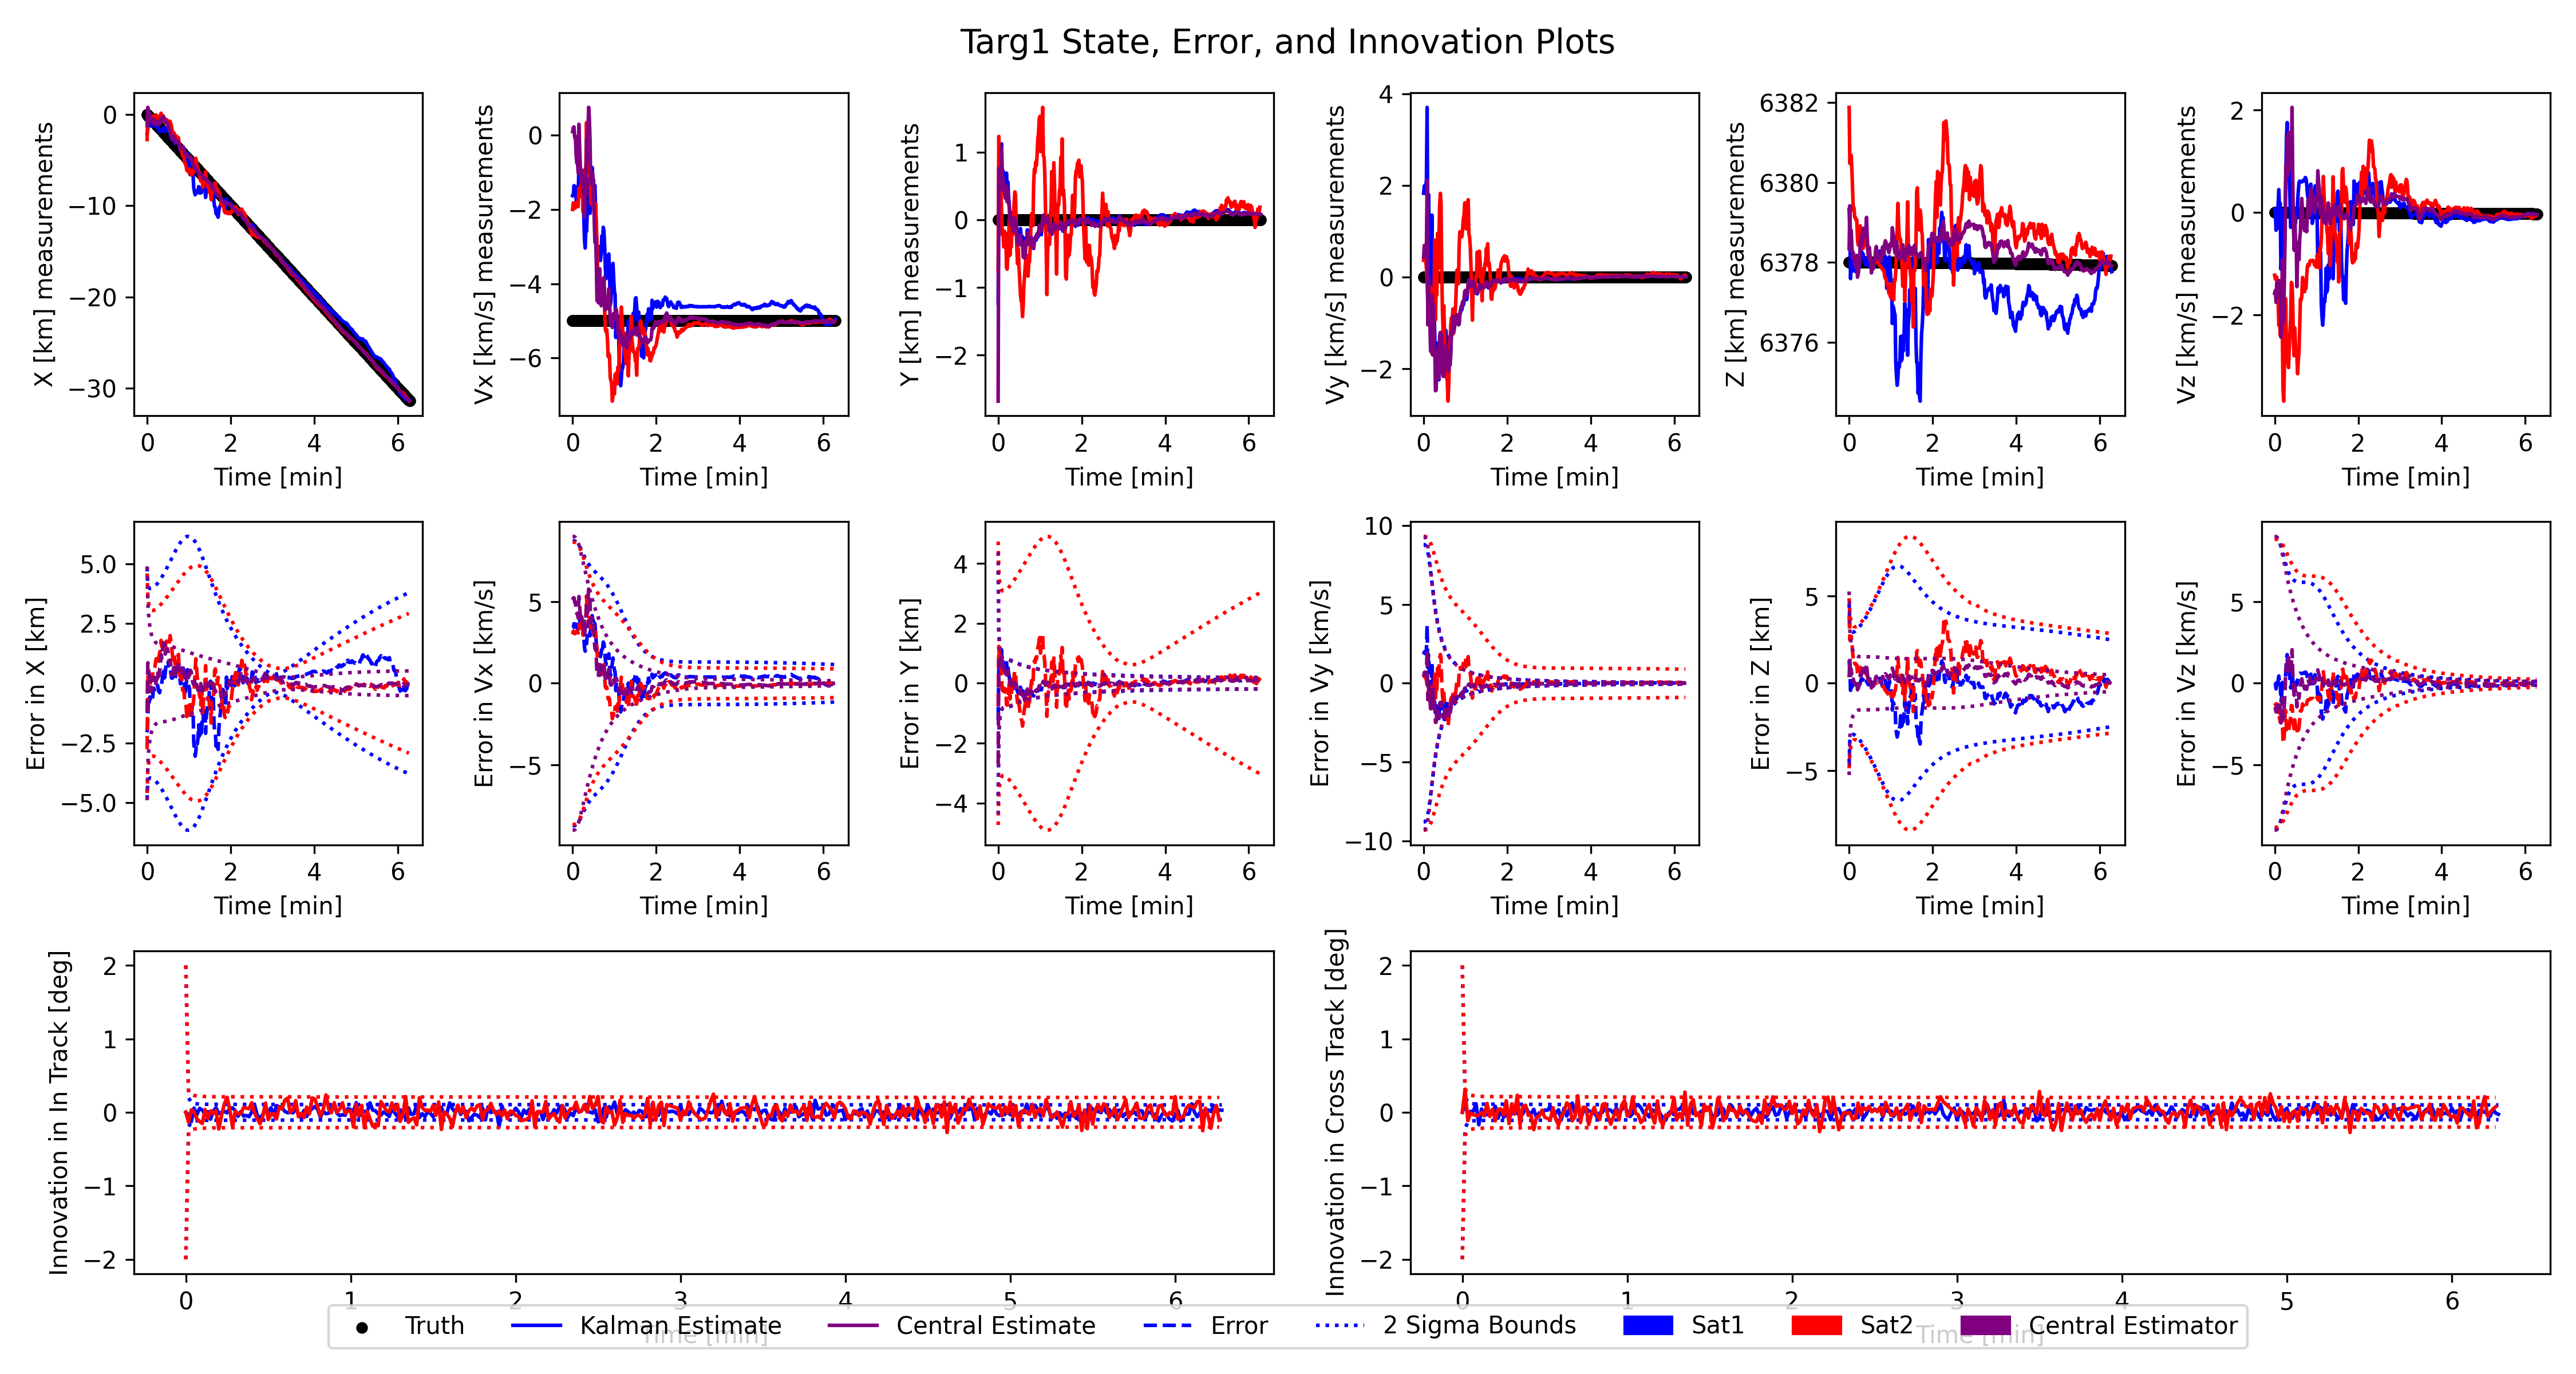 Targ1 State, Error, and Innovation Plots
X [km] measurements
0
−10
−20
−30
0 2 4 6
Time [min]
Vx [km/s] measurements
0
−2
−4
−6
0 2 4 6
Time [min]
Y [km] measurements
1
0
−1
−2
0 2 4 6
Time [min]
Vy [km/s] measurements
4
2
0
−2
0 2 4 6
Time [min]
Z [km] measurements
6382
6380
6378
6376
0 2 4 6
Time [min]
Vz [km/s] measurements
2
0
−2
0 2 4 6
Time [min]
Error in X [km]
5.0
2.5
0.0
−2.5
−5.0
0 2 4 6
Time [min]
Error in Vx [km/s]
5
0
−5
0 2 4 6
Time [min]
Error in Y [km]
4
2
0
−2
−4
0 2 4 6
Time [min]
Error in Vy [km/s]
10
5
0
−5
−10
0 2 4 6
Time [min]
Error in Z [km]
5
0
−5
0 2 4 6
Time [min]
Error in Vz [km/s]
5
0
−5
0 2 4 6
Time [min]
Innovation in In Track [deg]
2
1
0
−1
−2
0 1 2 3 4 5 6
Time [min]
Innovation in Cross Track [deg]
2
1
0
−1
−2
0 1 2 3 4 5 6
Time [min]
Truth Kalman Estimate Central Estimate Error 2 Sigma Bounds Sat1 Sat2 Central Estimator